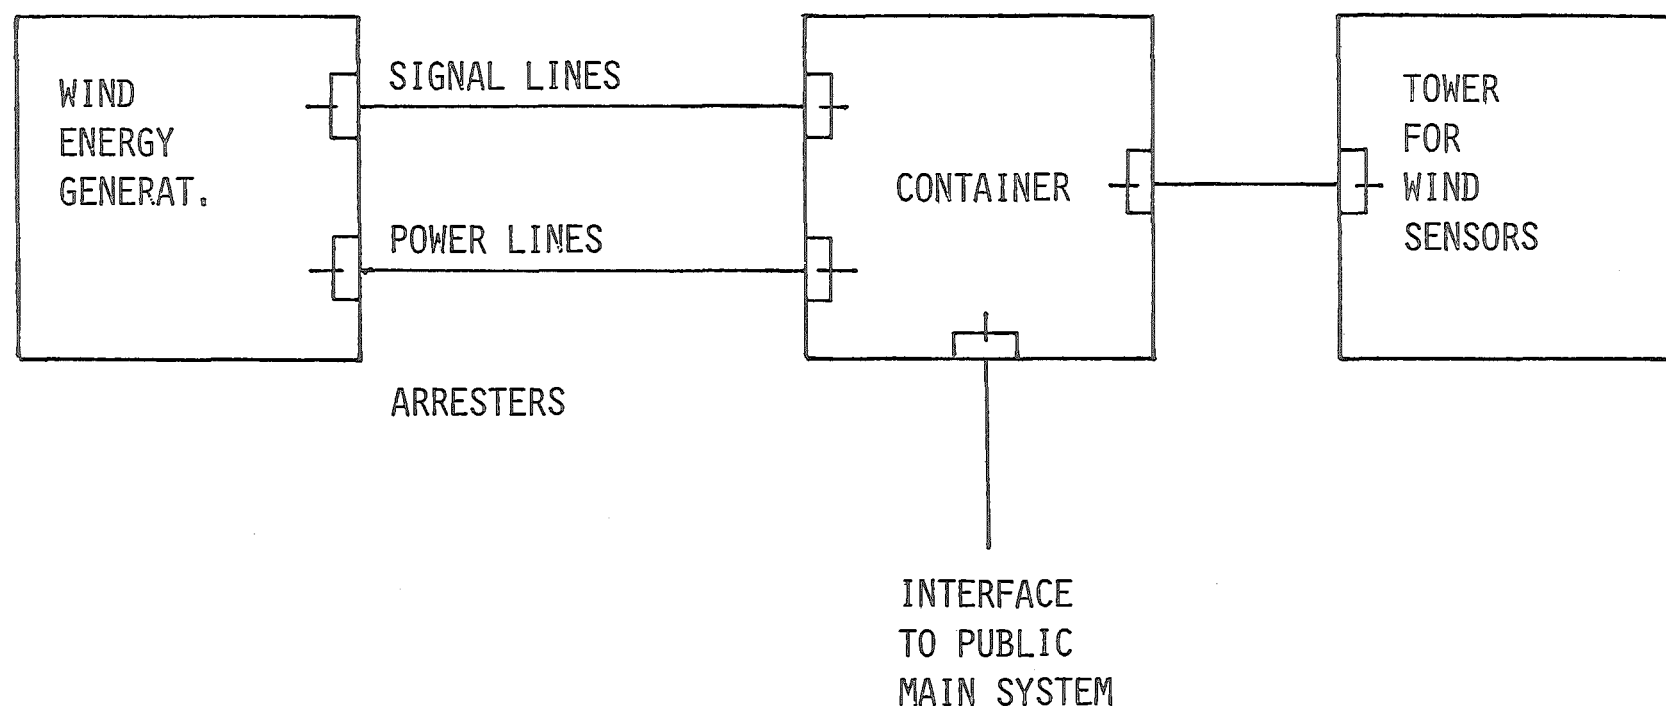 WIND
ENERGY
GENERAT.
SIGNAL LINES
POWER LINES
ARRESTERS
CONTAINER
TOWER
FOR
WIND
SENSORS
INTERFACE
TO PUBLIC
MAIN SYSTEM